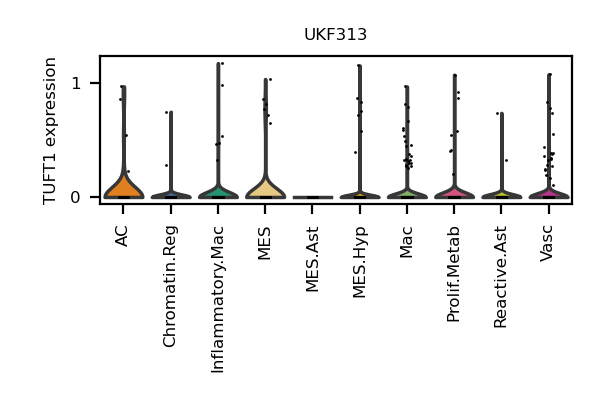 UKF313
TUFT1 expression
1
0
AC
Chromatin.Reg
Inflammatory.Mac
MES
MES.Ast
MES.Hyp
Mac
Prolif.Metab
Reactive.Ast
Vasc